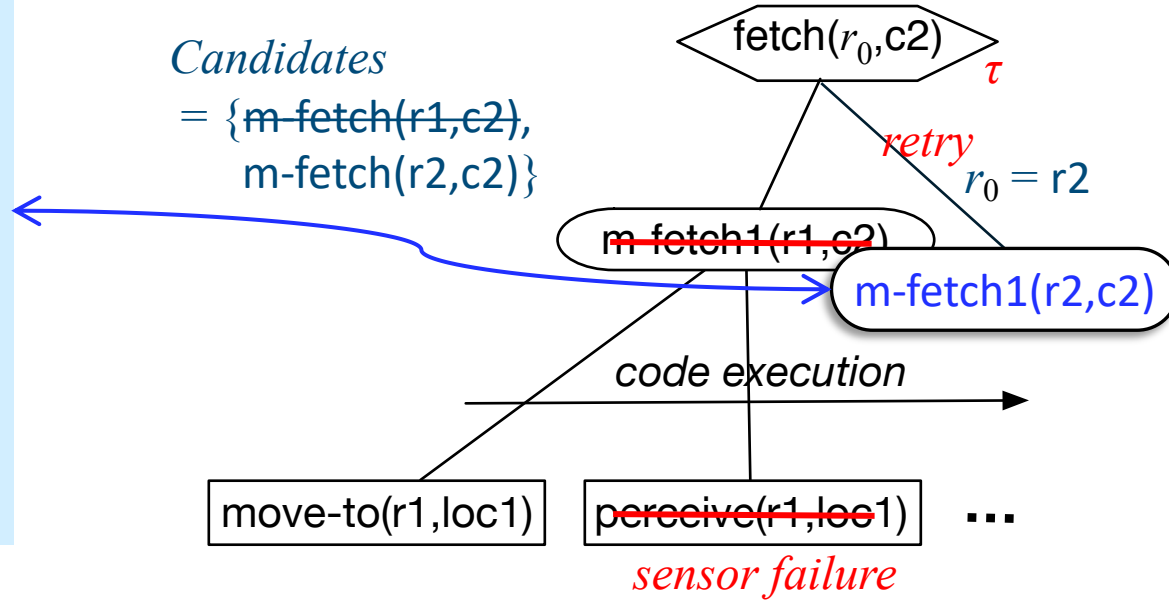 fetch(r0,c2)
τ
Candidates
= {m-fetch(r1,c2),
m-fetch(r2,c2)}
retry
r0 = r2
m-fetch1(r1,c2)
m-fetch1(r2,c2)
code execution
move-to(r1,loc1)
perceive(r1,loc1)
...
sensor failure